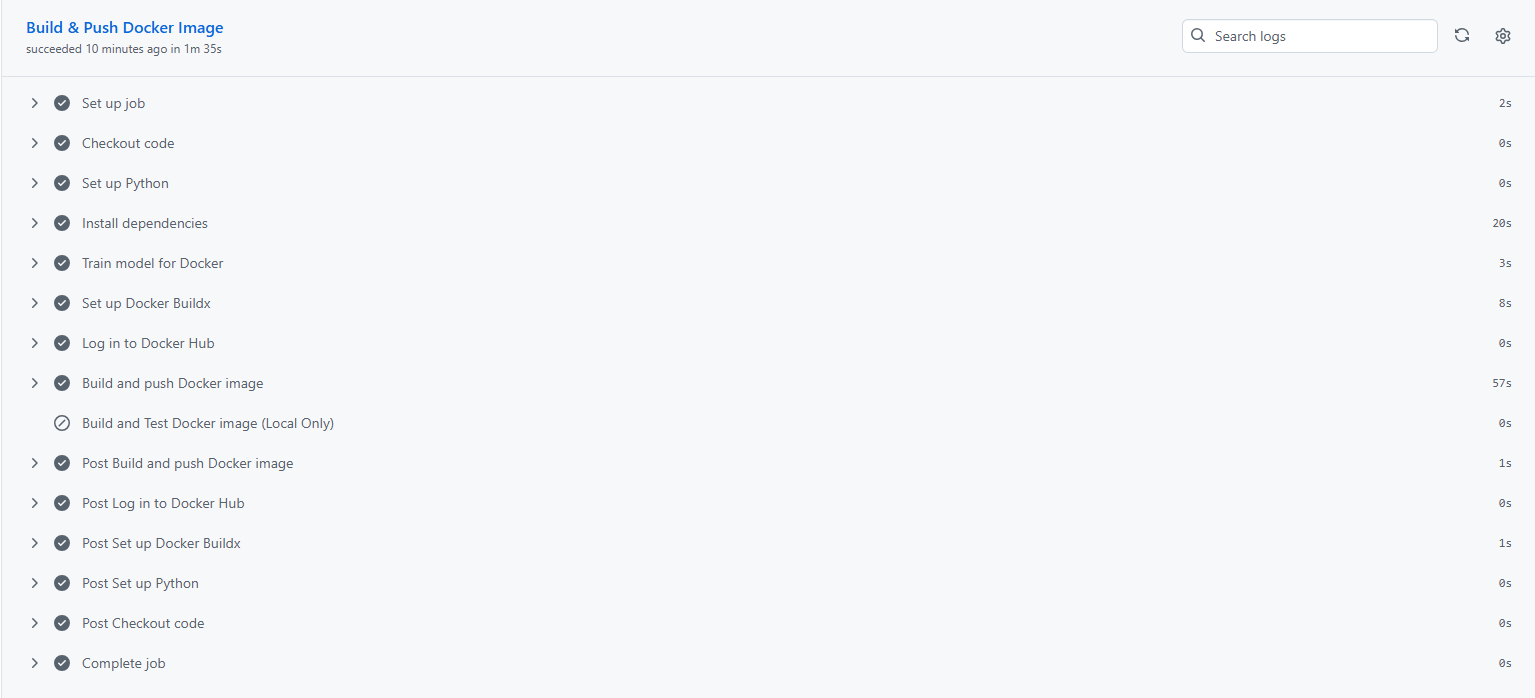 Build & Push Docker Image
succeeded 10 minutes ago in 1m 35s
Search logs
Set up job 2s
Checkout code 0s
Set up Python 0s
Install dependencies 20s
Train model for Docker 3s
Set up Docker Buildx 8s
Log in to Docker Hub 0s
Build and push Docker image 57s
Build and Test Docker image (Local Only) 0s
Post Build and push Docker image 1s
Post Log in to Docker Hub 0s
Post Set up Docker Buildx 1s
Post Set up Python 0s
Post Checkout code 0s
Complete job 0s